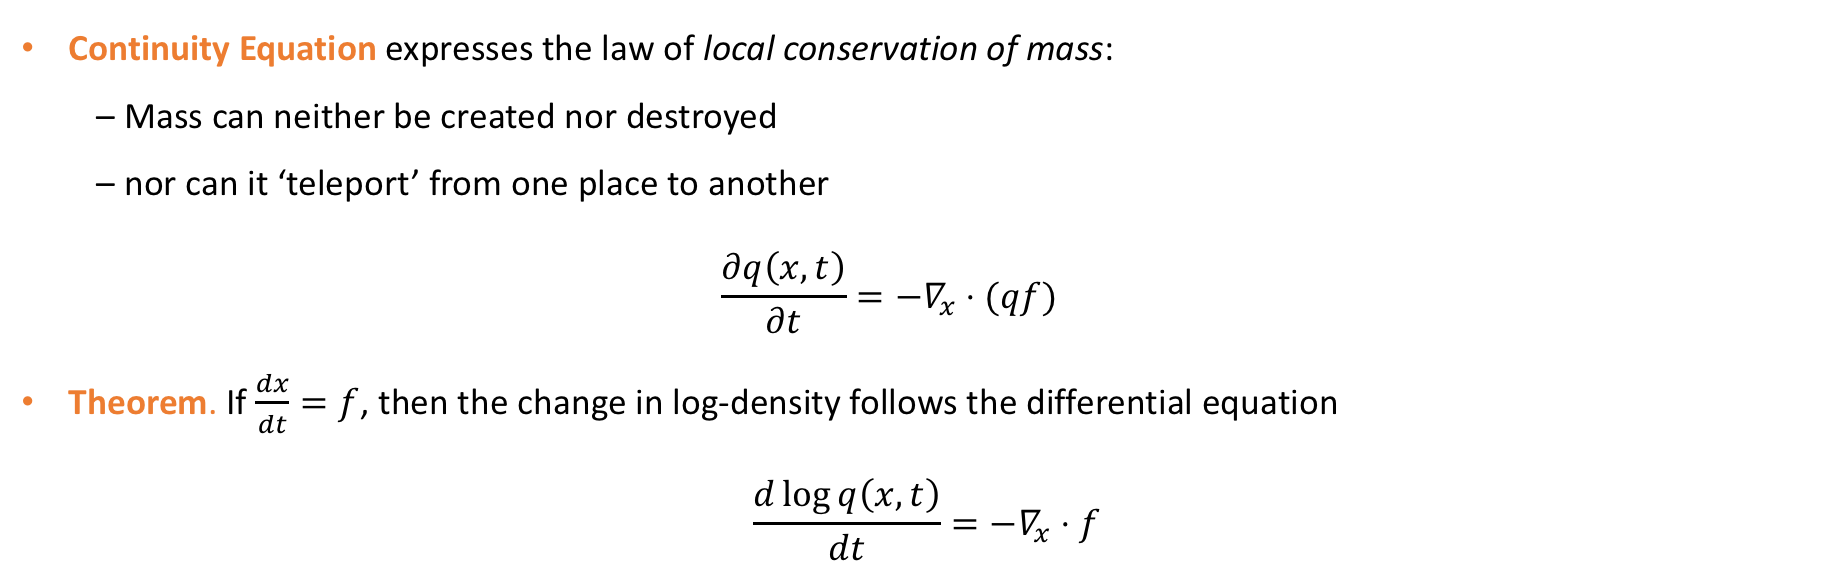 • Continuity Equation expresses the law of local conservation of mass:
– Mass can neither be created nor destroyed
– nor can it ‘teleport’ from one place to another
∂q(x, t)/∂t = −∇ₓ · (qf)
• Theorem. If dx/dt = f, then the change in log-density follows the differential equation
d log q(x, t)/dt = −∇ₓ · f